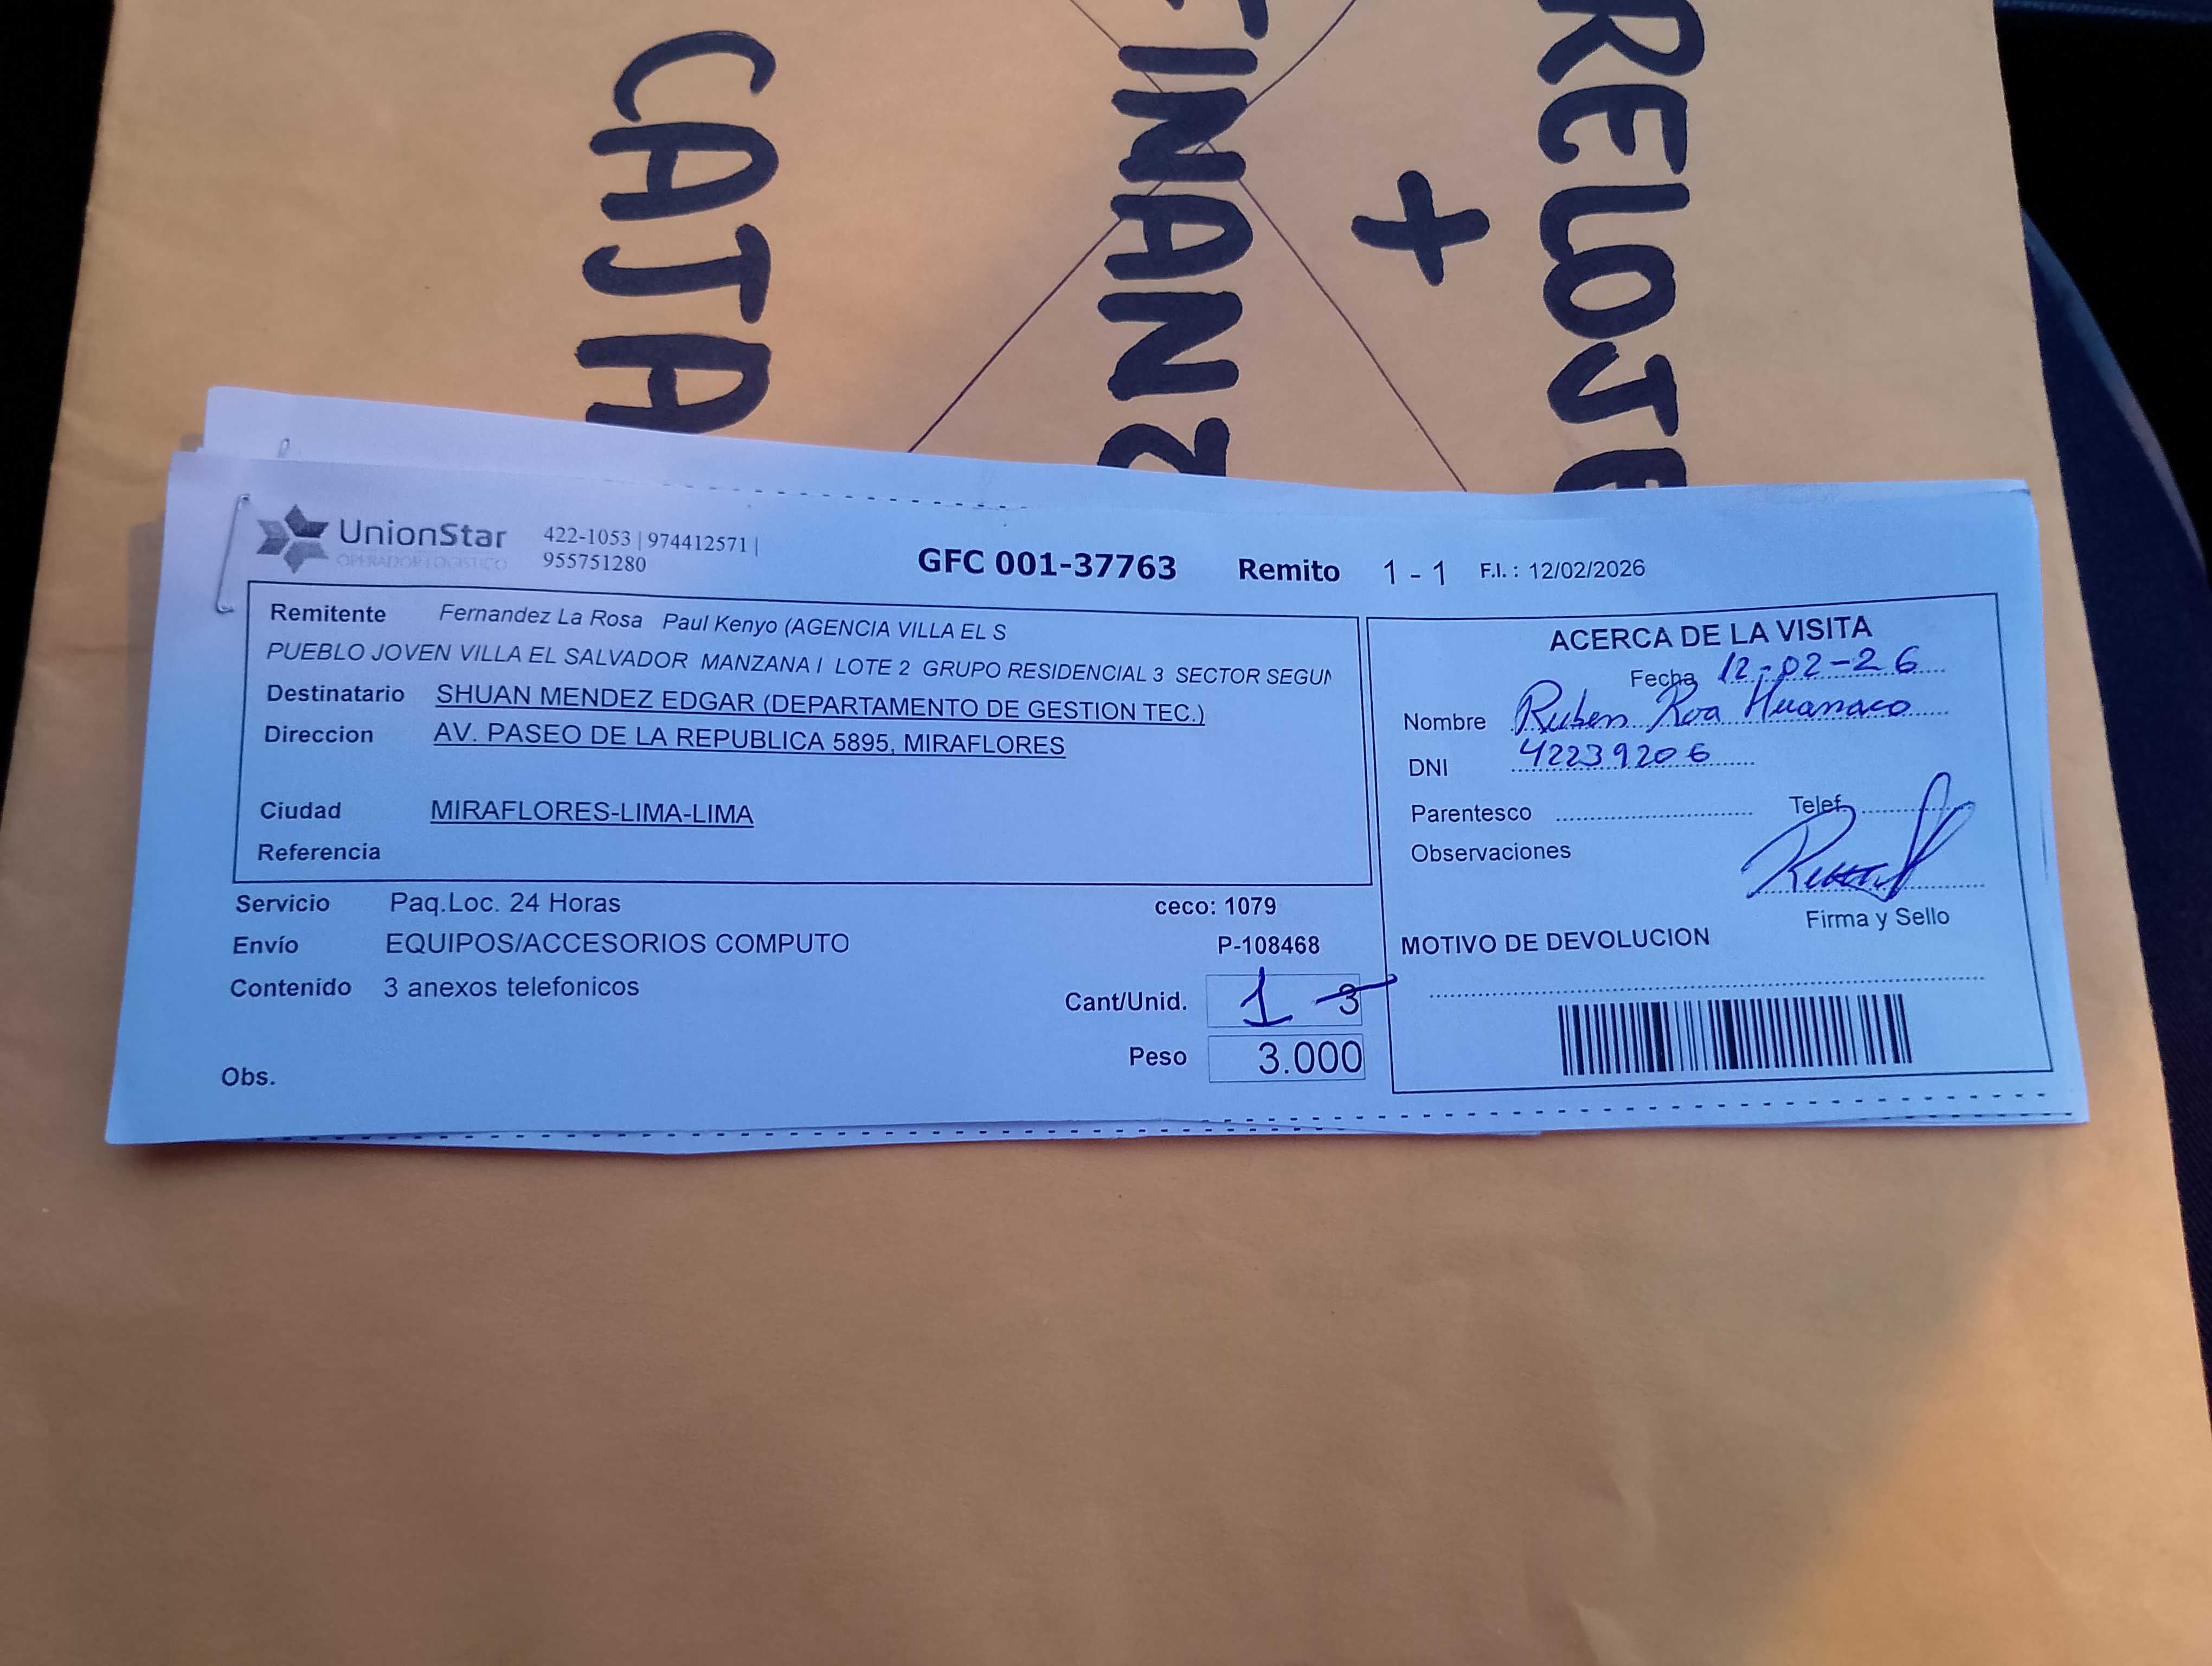 CAJA
FINANZ
+
RELOJE
UnionStar
OPERADOR LOGISTICO
422-1053 | 974412571 |
955751280
GFC 001-37763 Remito 1 - 1 F.I. : 12/02/2026
Remitente Fernandez La Rosa Paul Kenyo (AGENCIA VILLA EL S
PUEBLO JOVEN VILLA EL SALVADOR MANZANA I LOTE 2 GRUPO RESIDENCIAL 3 SECTOR SEGUN
Destinatario SHUAN MENDEZ EDGAR (DEPARTAMENTO DE GESTION TEC.)
Direccion AV. PASEO DE LA REPUBLICA 5895, MIRAFLORES
Ciudad MIRAFLORES-LIMA-LIMA
Referencia
Servicio Paq.Loc. 24 Horas ceco: 1079
Envío EQUIPOS/ACCESORIOS COMPUTO P-108468
Contenido 3 anexos telefonicos
Cant/Unid. 1 3
Peso 3.000
Obs.
ACERCA DE LA VISITA
Fecha 12-02-26
Nombre Ruben Roa Huanaco
DNI 42239206
Parentesco Telef.
Observaciones
Firma y Sello
MOTIVO DE DEVOLUCION